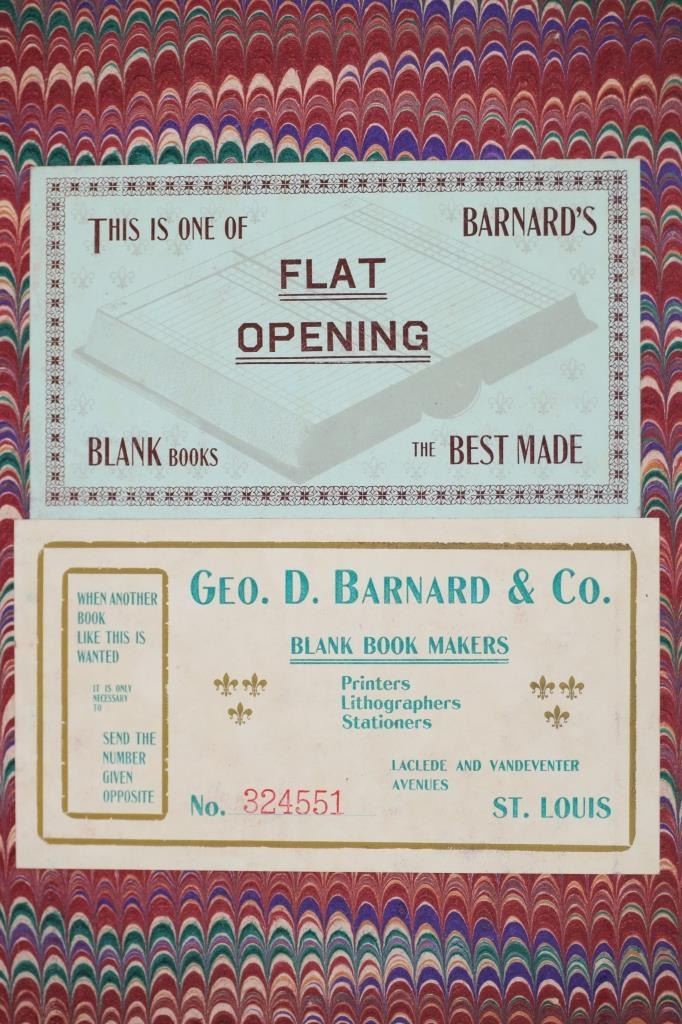 THIS IS ONE OF BARNARD'S
FLAT
OPENING
BLANK BOOKS THE BEST MADE
GEO. D. BARNARD & CO.
BLANK BOOK MAKERS
Printers
Lithographers
Stationers
LACLEDE AND VANDEVENTER
AVENUES
ST. LOUIS
No. 324551
WHEN ANOTHER
BOOK
LIKE THIS IS
WANTED
IT IS ONLY
NECESSARY
TO
SEND THE
NUMBER
GIVEN
OPPOSITE